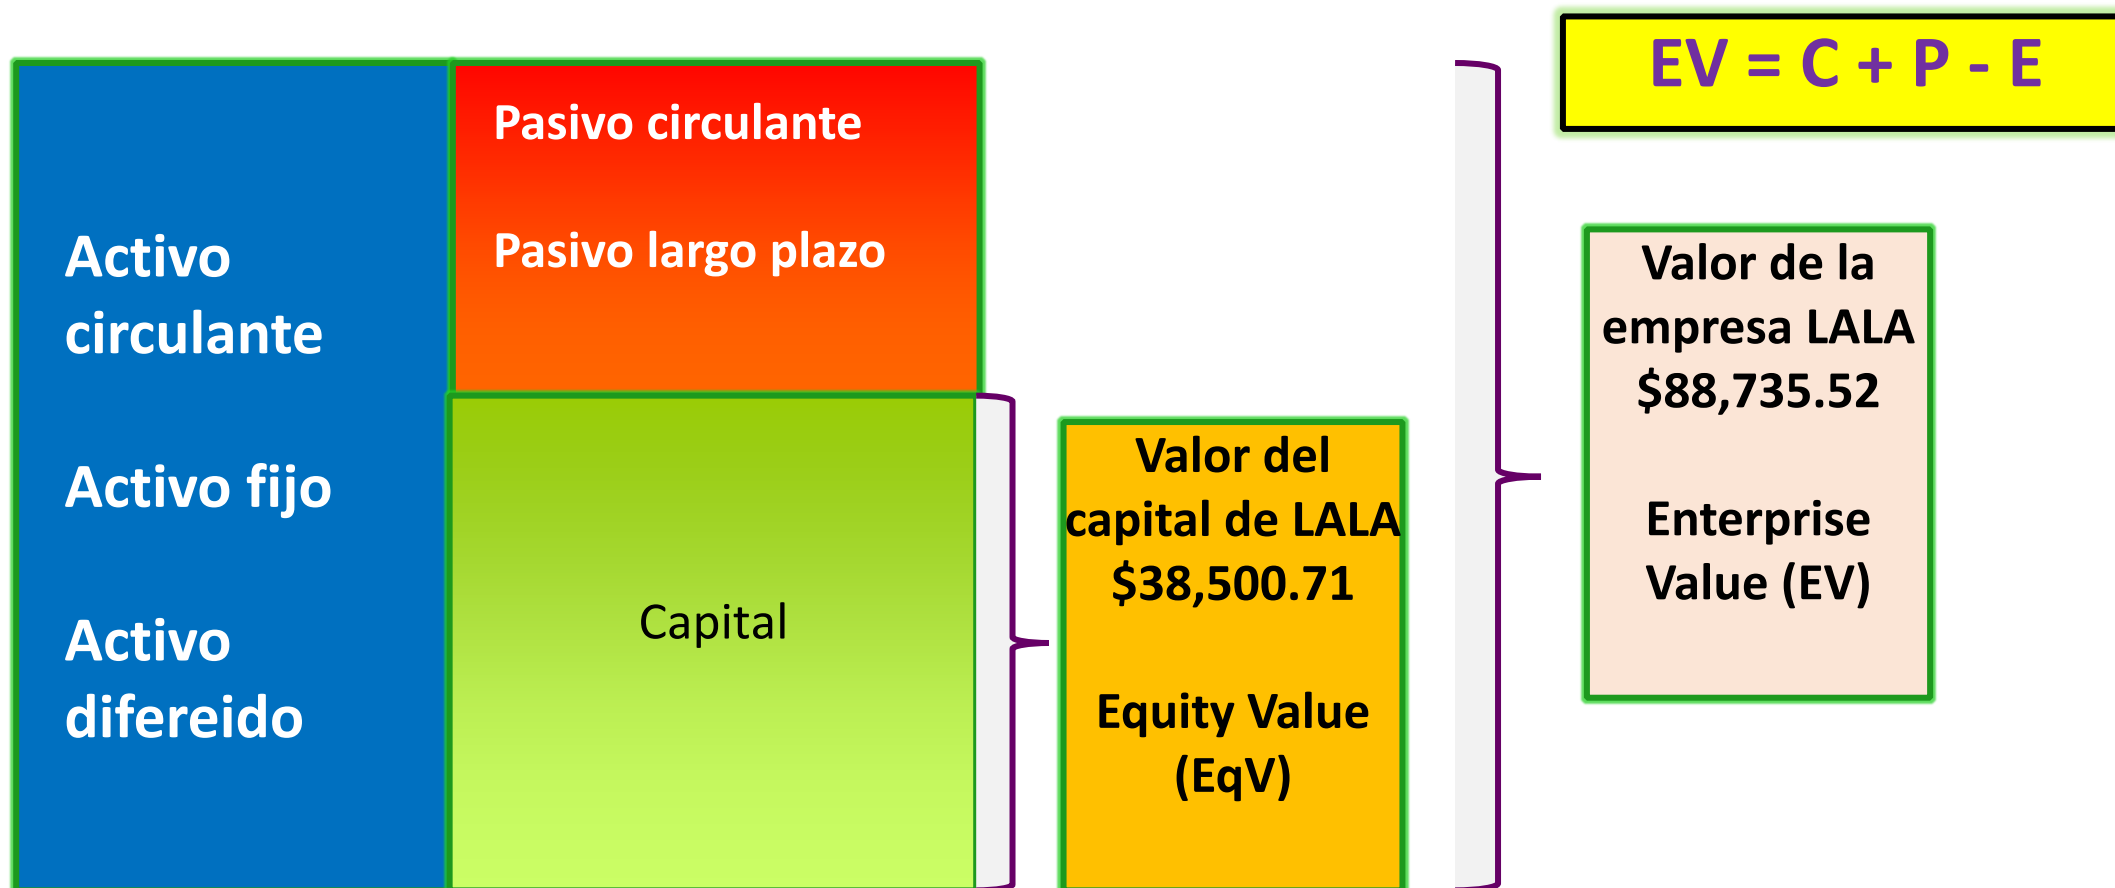 EV = C + P - E
Activo
circulante
Activo fijo
Activo
difereido
Pasivo circulante
Pasivo largo plazo
Capital
Valor del
capital de LALA
$38,500.71
Equity Value
(EqV)
Valor de la
empresa LALA
$88,735.52
Enterprise
Value (EV)